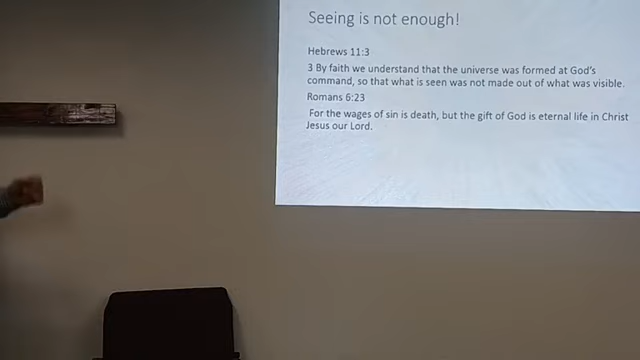 Seeing is not enough!
Hebrews 11:3
3 By faith we understand that the universe was formed at God's
command, so that what is seen was not made out of what was visible.
Romans 6:23
For the wages of sin is death, but the gift of God is eternal life in Christ
Jesus our Lord.